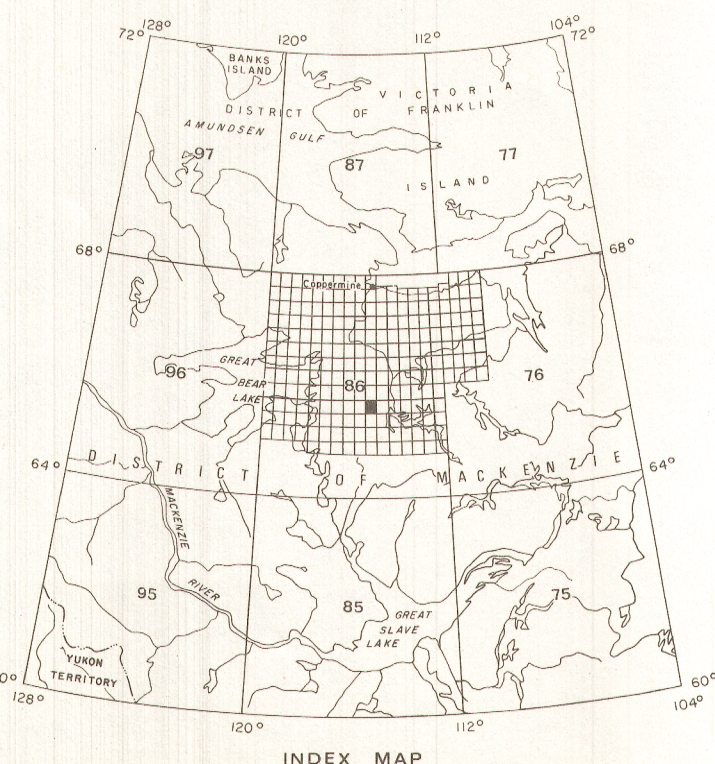 128°
120°
112°
104°
72°
72°
BANKS
ISLAND
VICTORIA
DISTRICT OF FRANKLIN
AMUNDSEN GULF
97
87
77
ISLAND
68°
68°
Coppermine
GREAT
BEAR
LAKE
96
86
76
DISTRICT OF MACKENZIE
64°
64°
MACKENZIE
RIVER
95
85
75
GREAT
SLAVE
LAKE
YUKON
TERRITORY
0°
60°
128°
120°
112°
104°
INDEX MAP